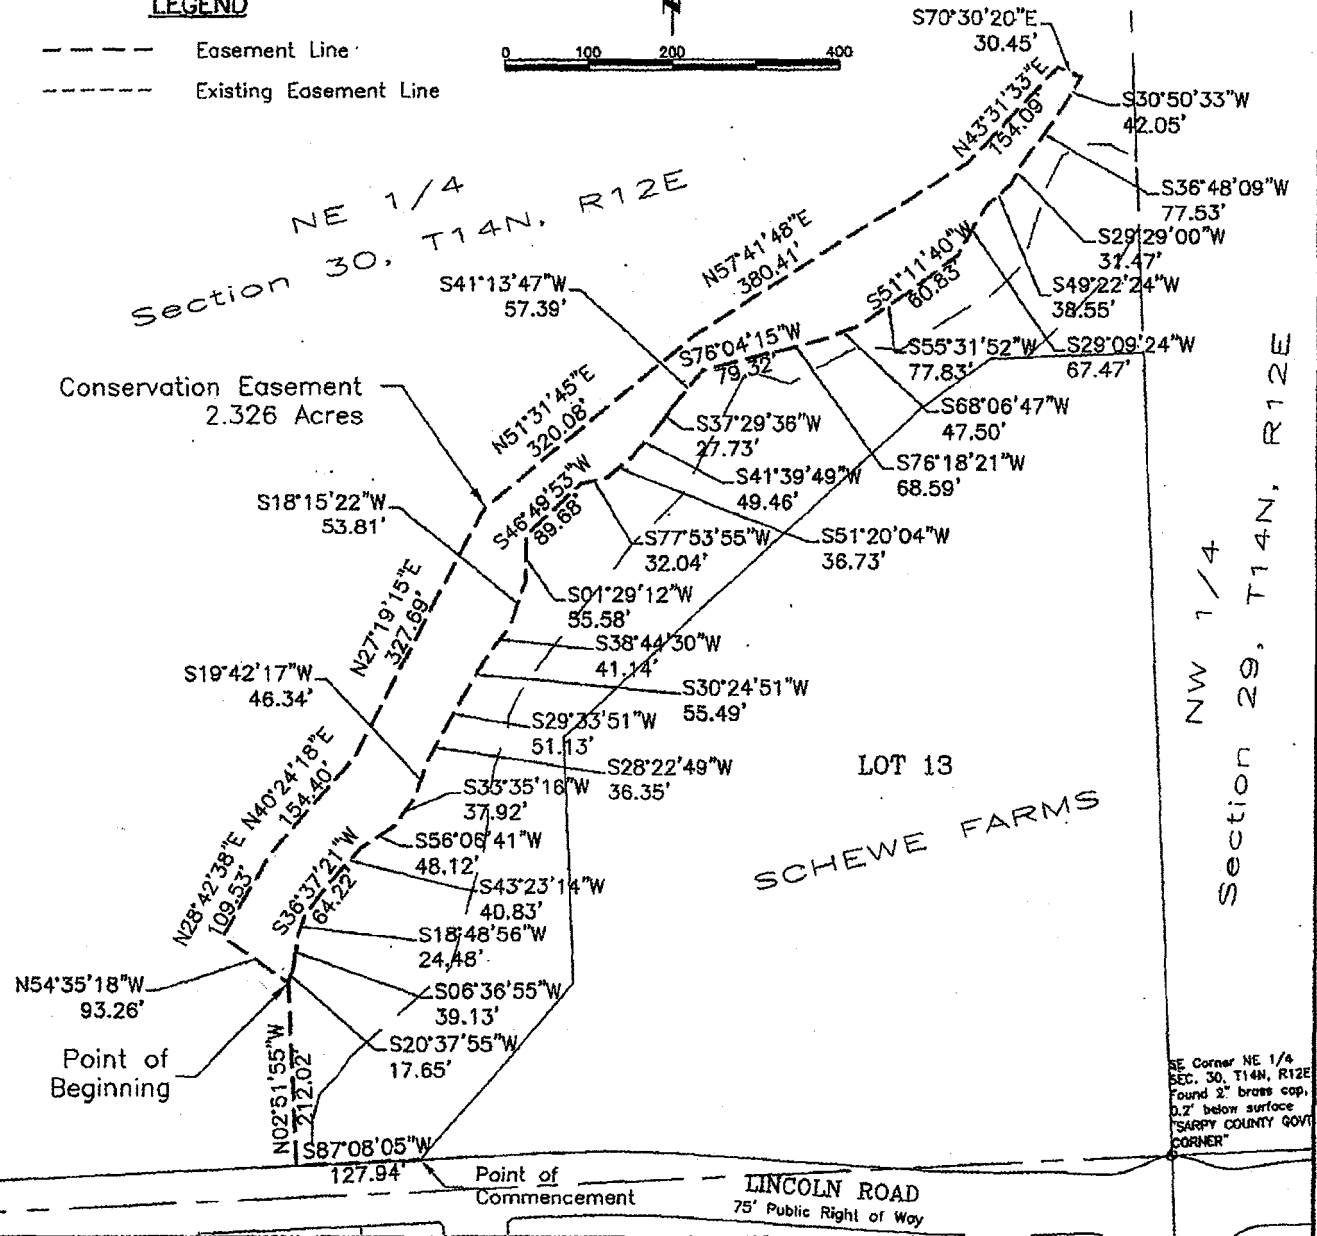 LEGEND
Easement Line
Existing Easement Line
N
0 100 200 400
S70°30'20"E
30.45'
N43°31'33"E
154.09'
S30°50'33"W
42.05'
S36°48'09"W
77.53'
S29°29'00"W
31.47'
S49°22'24"W
38.55'
S29°09'24"W
67.47'
NE 1/4
Section 30, T14N, R12E
N57°41'48"E
380.41'
S51°11'40"W
60.83'
S41°13'47"W
57.39'
S76°04'15"W
79.32'
S55°31'52"W
77.83'
S68°06'47"W
47.50'
S76°18'21"W
68.59'
Conservation Easement
2.326 Acres
N51°31'45"E
320.08'
S37°29'36"W
27.73'
S41°39'49"W
49.46'
S51°20'04"W
36.73'
S18°15'22"W
53.81'
S46°49'53"W
89.68'
S77°53'55"W
32.04'
S01°29'12"W
55.58'
S38°44'30"W
41.14'
S30°24'51"W
55.49'
N27°19'15"E
327.69'
S19°42'17"W
46.34'
S29°33'51"W
51.13'
S28°22'49"W
36.35'
S33°35'16"W
37.92'
N40°24'18"E
154.40'
N28°42'38"E
109.53'
S56°06'41"W
48.12'
S36°37'21"W
64.22'
S43°23'14"W
40.83'
S18°48'56"W
24.48'
N54°35'18"W
93.26'
S06°36'55"W
39.13'
S20°37'55"W
17.65'
Point of
Beginning
N02°51'55"W
212.02'
S87°08'05"W
127.94'
Point of
Commencement
LOT 13
SCHEWE FARMS
NW 1/4
Section 29, T14N, R12E
SE Corner NE 1/4
SEC. 30, T14N, R12E
Found 2" brass cap,
0.2' below surface
"SARPY COUNTY GOVT
CORNER"
LINCOLN ROAD
75' Public Right of Way